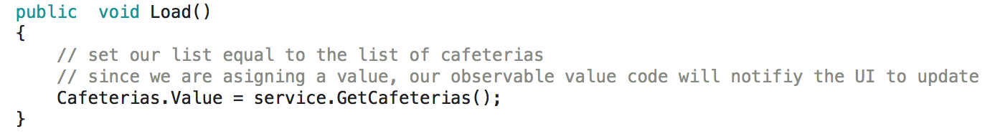 public  void Load()
{
    // set our list equal to the list of cafeterias
    // since we are asigning a value, our observable value code will notifiy the UI to update
    Cafeterias.Value = service.GetCafeterias();
}